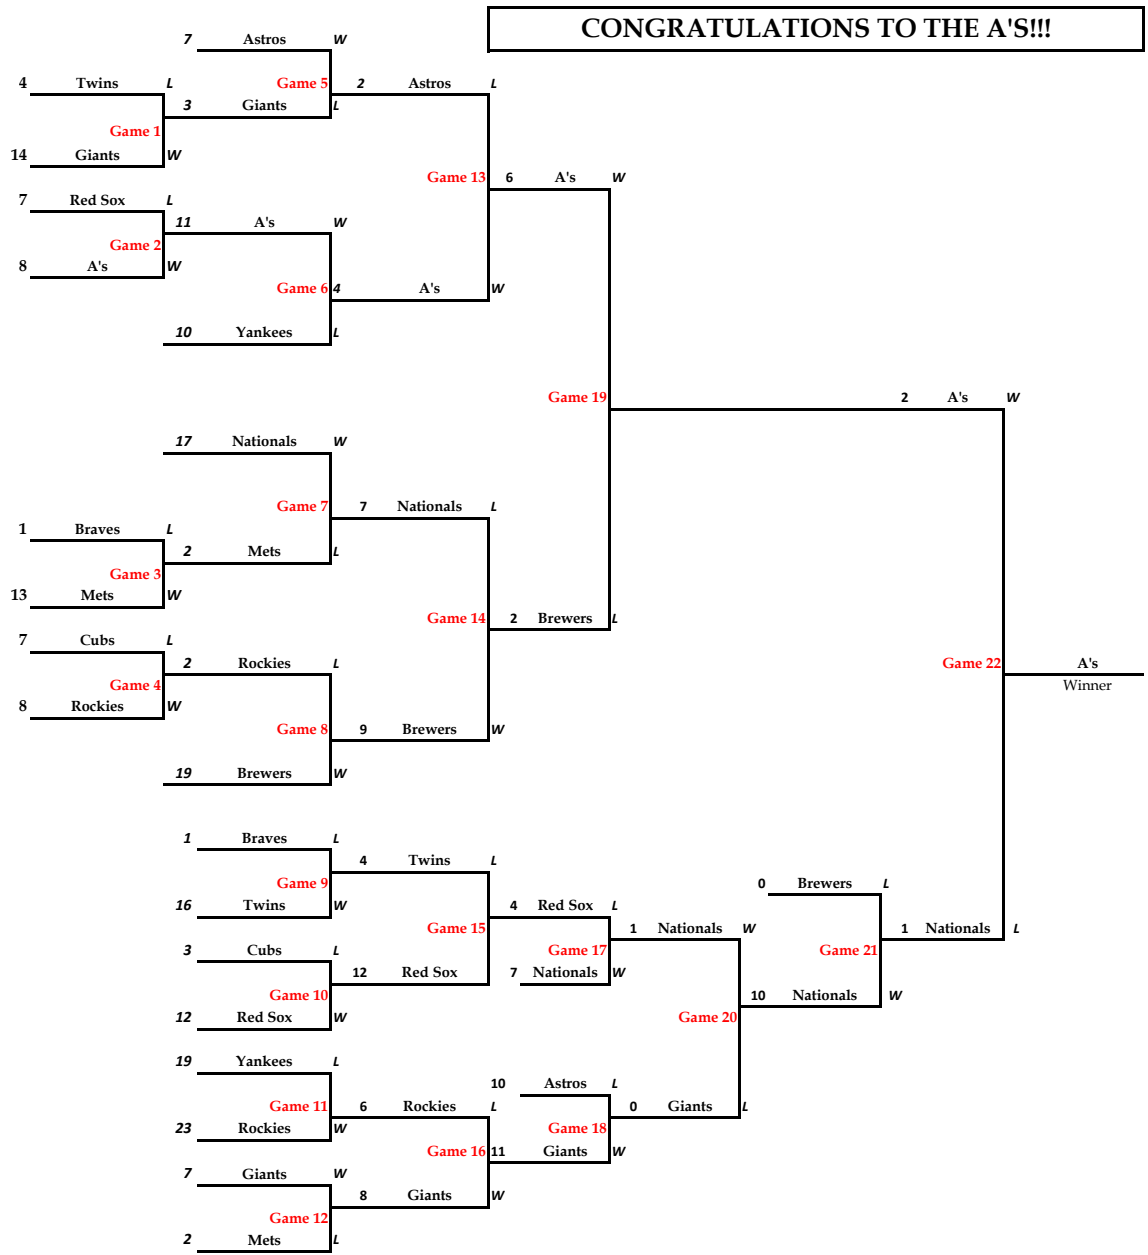 CONGRATULATIONS TO THE A'S!!!
7 Astros W
4 Twins L
Game 5 2 Astros L
3 Giants L
Game 1
14 Giants W
Game 13 6 A's W
7 Red Sox L
11 A's W
Game 2
8 A's W
Game 6 4 A's W
10 Yankees L
Game 19 2 A's W
17 Nationals W
Game 7 7 Nationals L
1 Braves L
2 Mets L
Game 3
13 Mets W
Game 14 2 Brewers L
7 Cubs L
2 Rockies L
Game 22 A's
Game 4
Winner
8 Rockies W
Game 8 9 Brewers W
19 Brewers W
1 Braves L
4 Twins L
Game 9
0 Brewers L
16 Twins W
4 Red Sox L
Game 15
1 Nationals W
1 Nationals L
3 Cubs L
Game 17
Game 21
12 Red Sox
7 Nationals W
Game 10
10 Nationals W
12 Red Sox W
Game 20
19 Yankees L
10 Astros L
Game 11 6 Rockies L
0 Giants L
23 Rockies W
Game 18
Game 16 11 Giants W
7 Giants W
8 Giants W
Game 12
2 Mets L